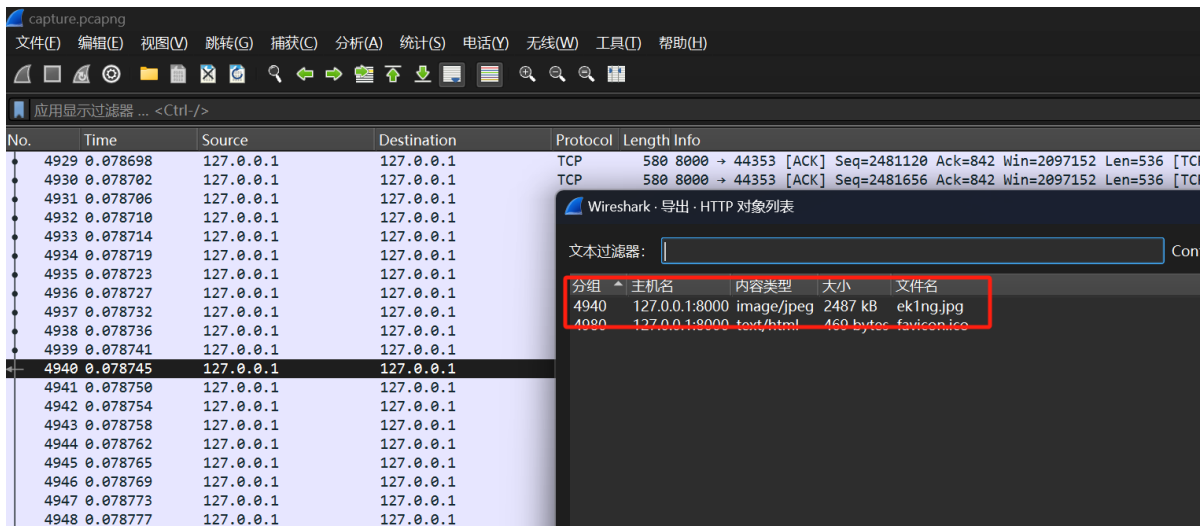 capture.pcapng
文件(F) 编辑(E) 视图(V) 跳转(G) 捕获(C) 分析(A) 统计(S) 电话(Y) 无线(W) 工具(T) 帮助(H)
应用显示过滤器 … <Ctrl-/>
No. Time Source Destination Protocol Length Info
4929 0.078698 127.0.0.1 127.0.0.1 TCP 580 8000 → 44353 [ACK] Seq=2481120 Ack=842 Win=2097152 Len=536 [TC
4930 0.078702 127.0.0.1 127.0.0.1 TCP 580 8000 → 44353 [ACK] Seq=2481656 Ack=842 Win=2097152 Len=536 [TC
4931 0.078706 127.0.0.1 127.0.0.1
4932 0.078710 127.0.0.1 127.0.0.1
4933 0.078714 127.0.0.1 127.0.0.1
4934 0.078719 127.0.0.1 127.0.0.1
4935 0.078723 127.0.0.1 127.0.0.1
4936 0.078727 127.0.0.1 127.0.0.1
4937 0.078732 127.0.0.1 127.0.0.1
4938 0.078736 127.0.0.1 127.0.0.1
4939 0.078741 127.0.0.1 127.0.0.1
4940 0.078745 127.0.0.1 127.0.0.1
4941 0.078750 127.0.0.1 127.0.0.1
4942 0.078754 127.0.0.1 127.0.0.1
4943 0.078758 127.0.0.1 127.0.0.1
4944 0.078762 127.0.0.1 127.0.0.1
4945 0.078765 127.0.0.1 127.0.0.1
4946 0.078769 127.0.0.1 127.0.0.1
4947 0.078773 127.0.0.1 127.0.0.1
4948 0.078777 127.0.0.1 127.0.0.1
Wireshark · 导出 · HTTP 对象列表
文本过滤器: Con
分组 主机名 内容类型 大小 文件名
4940 127.0.0.1:8000 image/jpeg 2487 kB ek1ng.jpg
4980 127.0.0.1:8000 text/html 469 bytes favicon.ico